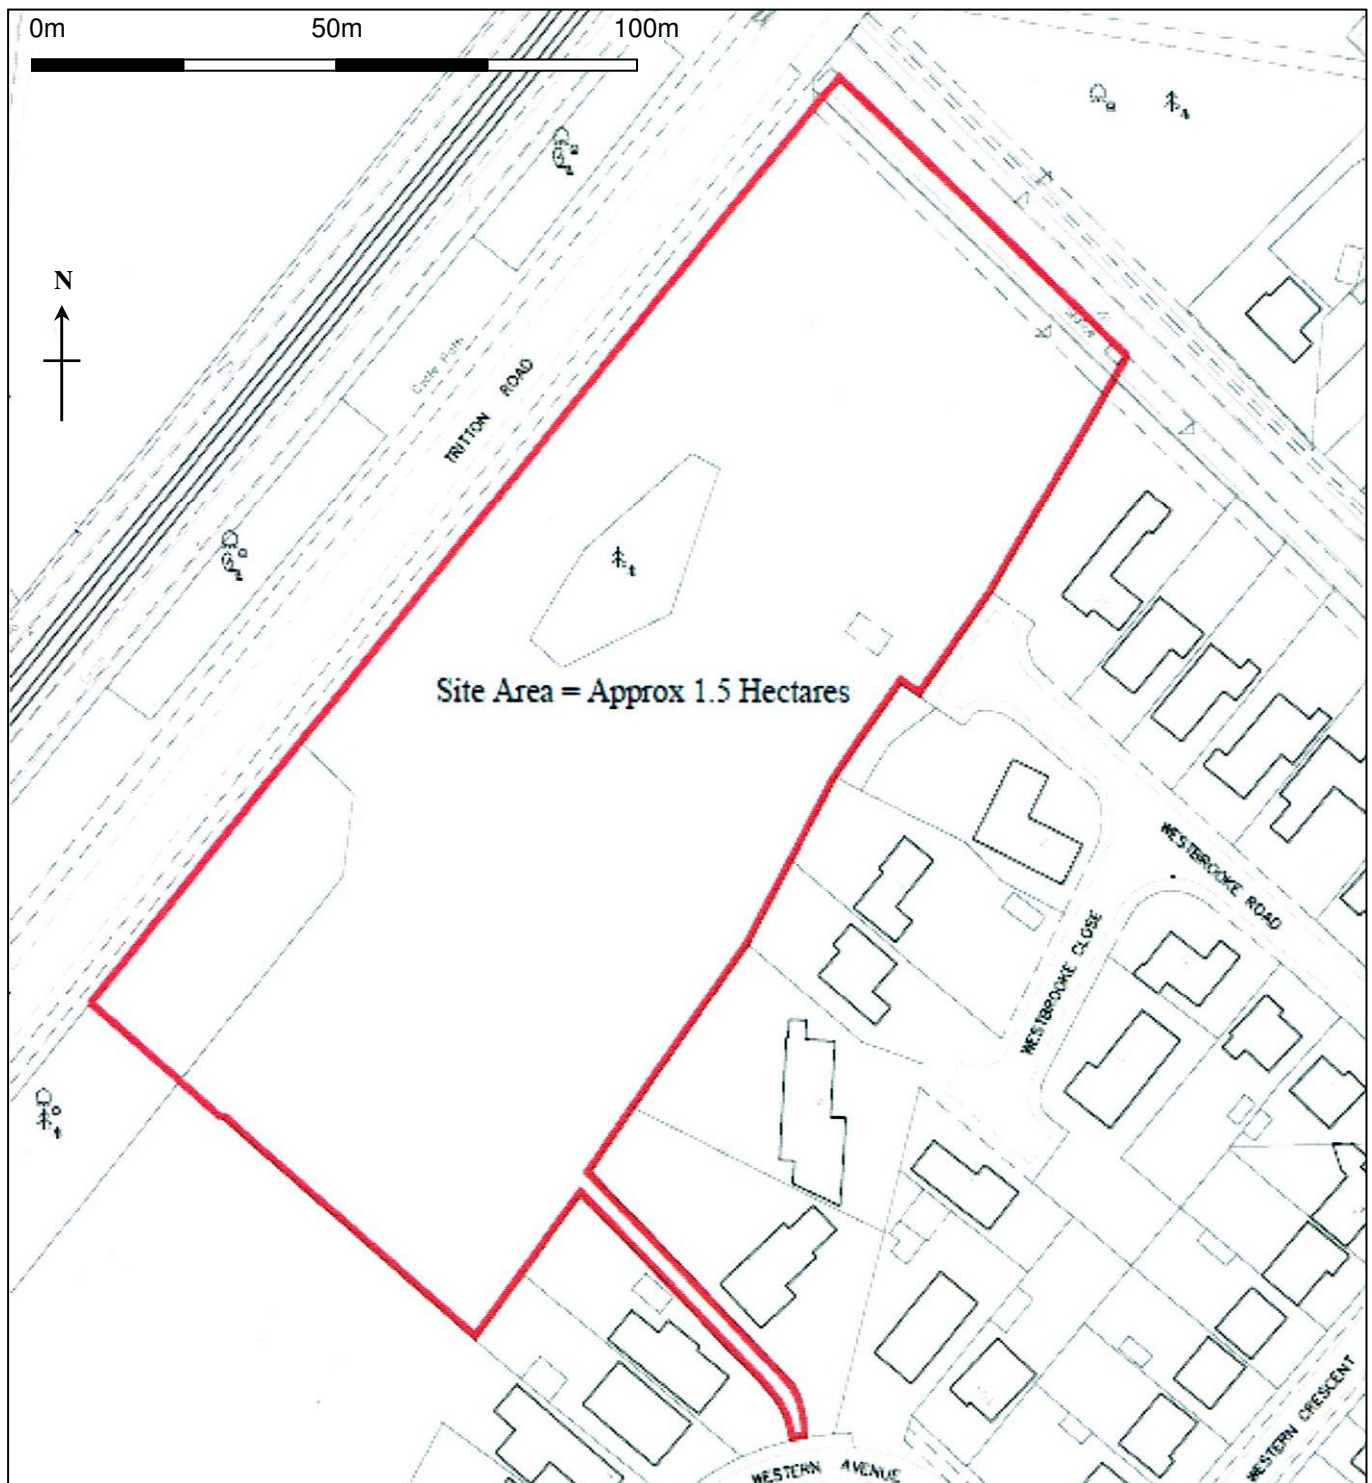 0m 50m 100m
N
Cycle Path
TRITTON ROAD
Site Area = Approx 1.5 Hectares
WESTBROOKE ROAD
WESTBROOKE CLOSE
WESTERN CRESCENT
WESTERN AVENUE